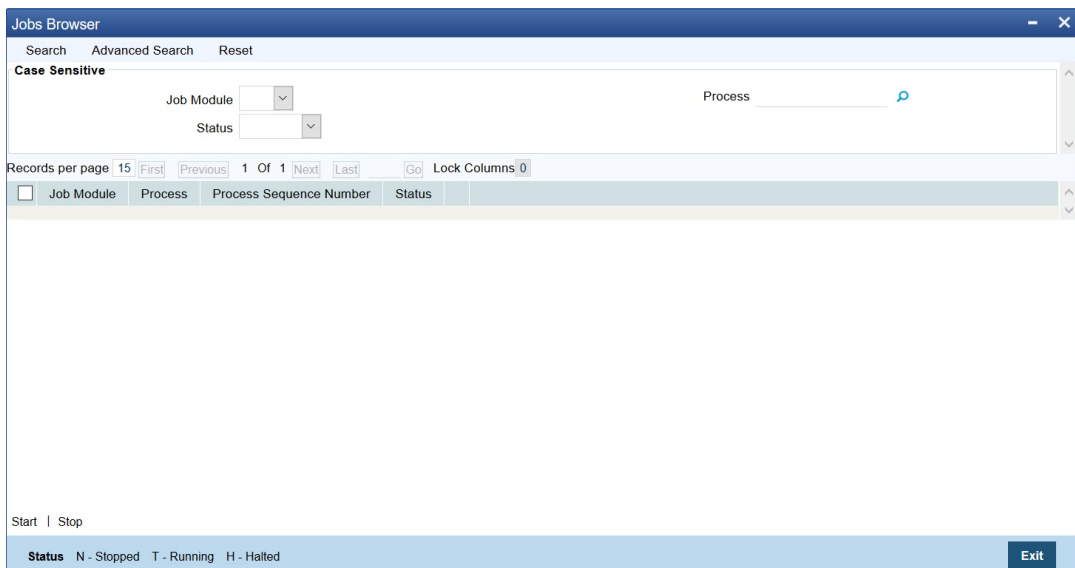 Jobs Browser
Search Advanced Search Reset
Case Sensitive
Job Module Process
Status
Records per page 15 First Previous 1 Of 1 Next Last Go Lock Columns 0
Job Module Process Process Sequence Number Status
Start | Stop
Status N - Stopped T - Running H - Halted Exit